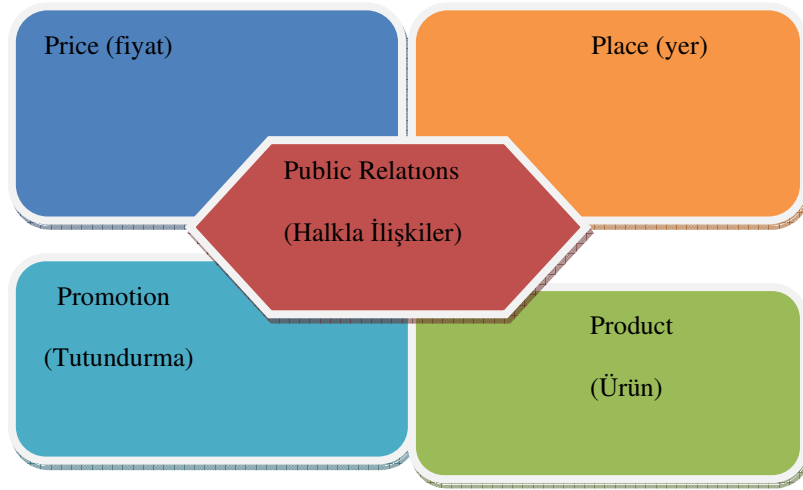 Price (fiyat)
Place (yer)
Public Relatıons
(Halkla İlişkiler)
Promotion
(Tutundurma)
Product
(Ürün)